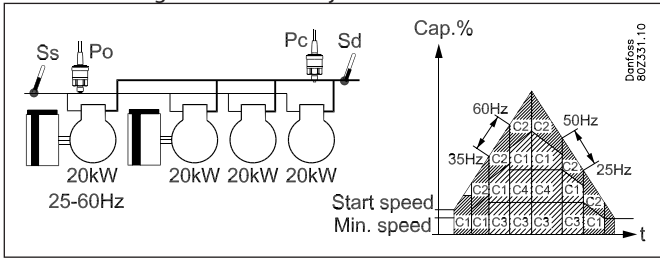 Ss Po
Pc Sd
20kW 20kW 20kW 20kW
25-60Hz
Cap.%
Danfoss
80Z331.10
60Hz
50Hz
35Hz
25Hz
C2 C2
C2 C1 C1 C2
C2 C1 C4 C4 C1
C2
Start speed
Min. speed
C1 C1 C3 C3 C3 C3 C1
t